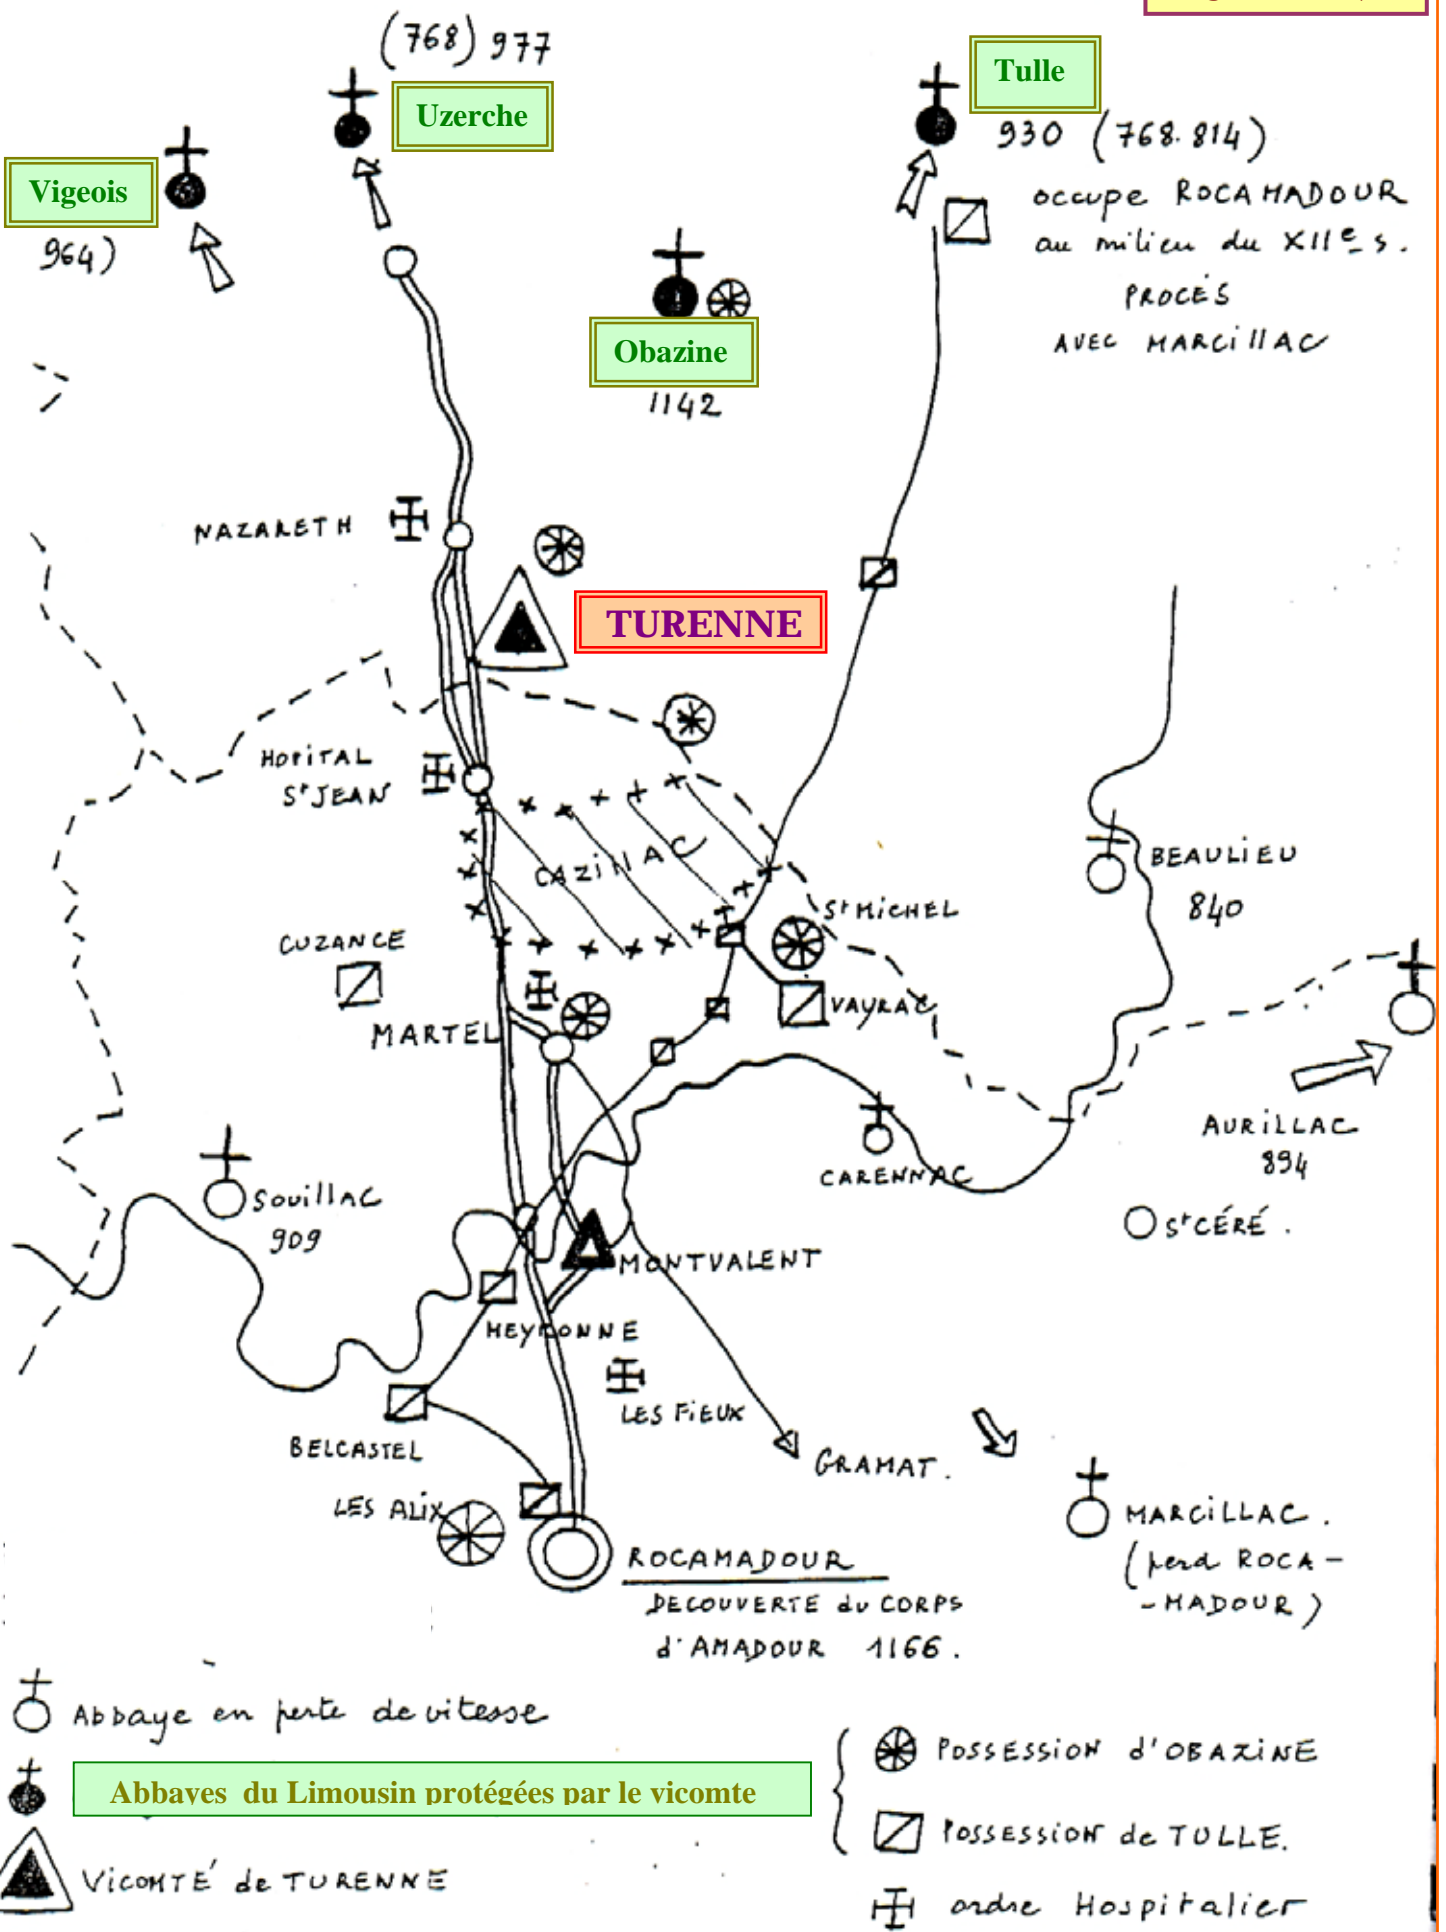 (768) 977
Uzerche
Tulle
930 (768.814)
Vigeois
964)
occupe ROCAMADOUR
au milieu du XIIe s.
PROCÉS
AVEC MARCILLAC
Obazine
1142
NAZARETH
TURENNE
HOPITAL
St JEAN
CAZILLAC
BEAULIEU
840
St MICHEL
CUZANCE
VAYRAC
MARTEL
AURILLAC
894
CARENNAC
SOUILLAC
909
St CÉRÉ.
MONTVALENT
MEYRONNE
LES FIEUX
BELCASTEL
GRAMAT.
LES ALIX
MARCILLAC.
(perd ROCA-
-MADOUR)
ROCAMADOUR
DECOUVERTE du CORPS
d'AMADOUR 1166.
Abbaye en perte de vitesse
Abbayes du Limousin protégées par le vicomte
VICOMTÉ de TURENNE
POSSESSION d'OBAZINE
POSSESSION de TULLE.
ordre Hospitalier